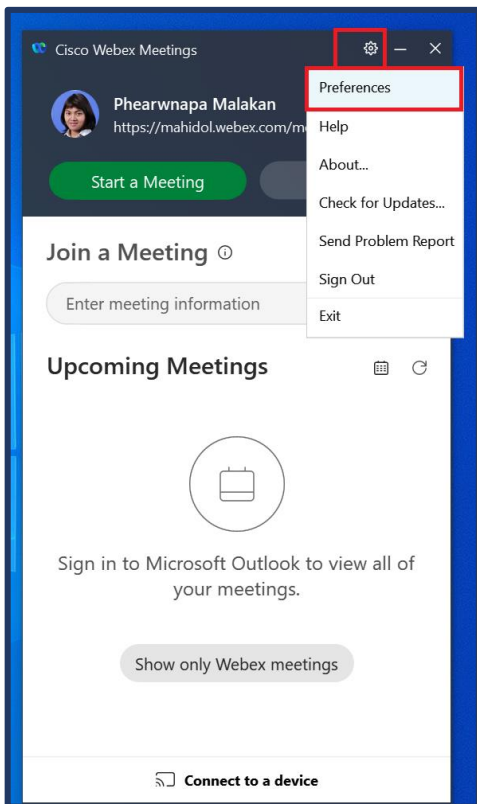 Cisco Webex Meetings
Preferences
Phearwnapa Malakan
https://mahidol.webex.com/m
Help
About...
Start a Meeting
Check for Updates...
Send Problem Report
Join a Meeting
Sign Out
Enter meeting information
Exit
Upcoming Meetings
Sign in to Microsoft Outlook to view all of
your meetings.
Show only Webex meetings
Connect to a device